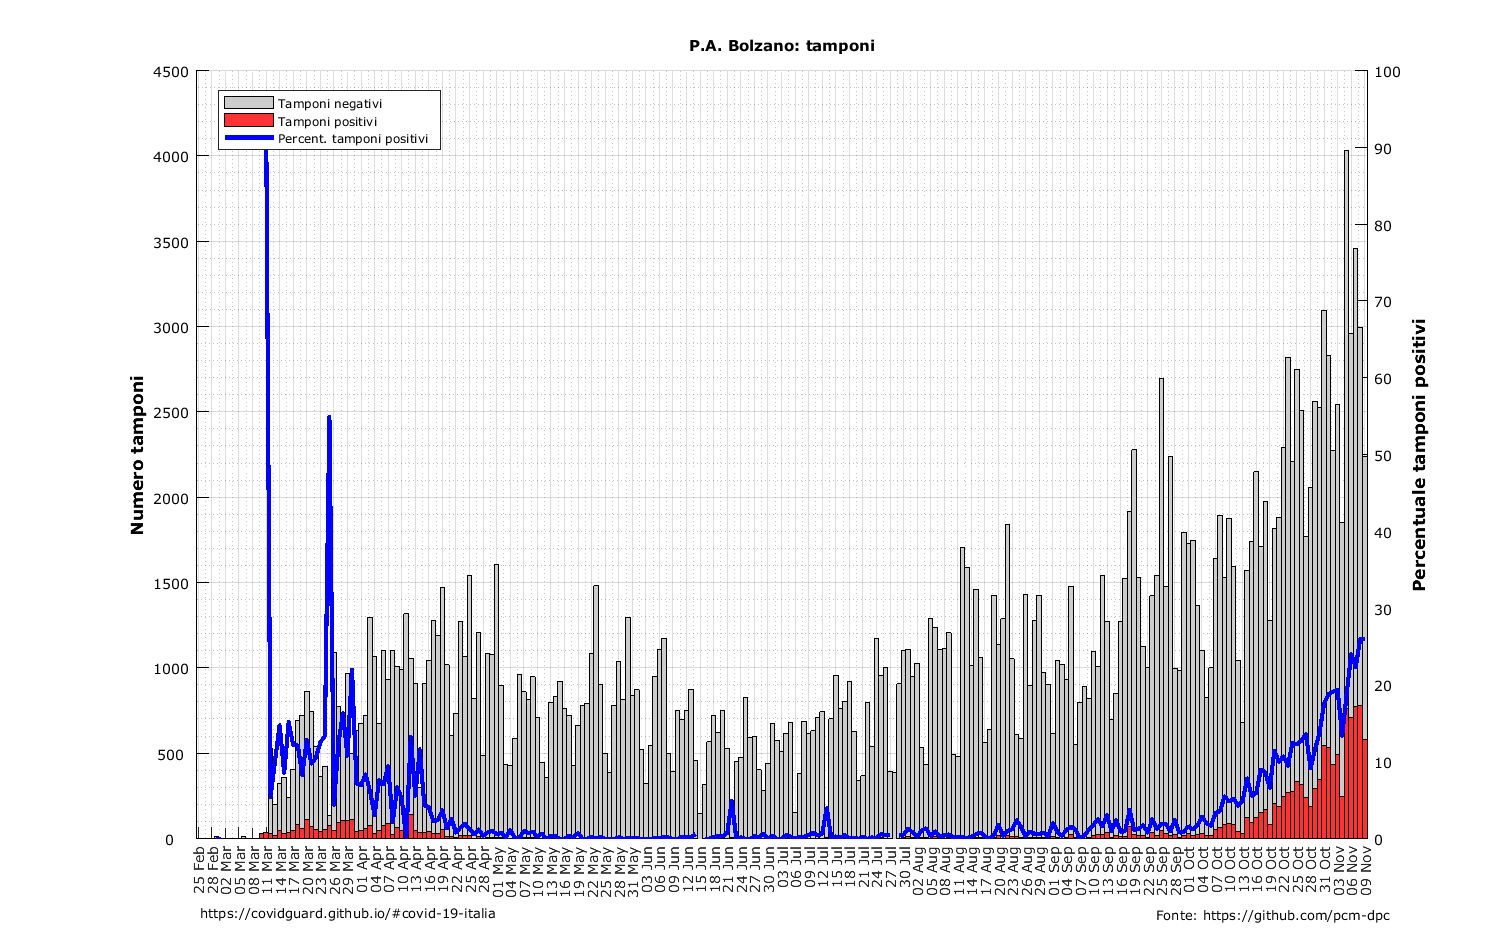 P.A. Bolzano: tamponi
Tamponi negativi
Tamponi positivi
Percent. tamponi positivi
Numero tamponi
4500
4000
3500
3000
2500
2000
1500
1000
500
0
100
90
80
70
60
50
40
30
20
10
0
Percentuale tamponi positivi
25 Feb
28 Feb
02 Mar
05 Mar
08 Mar
11 Mar
14 Mar
17 Mar
20 Mar
23 Mar
26 Mar
29 Mar
01 Apr
04 Apr
07 Apr
10 Apr
13 Apr
16 Apr
19 Apr
22 Apr
25 Apr
28 Apr
01 May
04 May
07 May
10 May
13 May
16 May
19 May
22 May
25 May
28 May
31 May
03 Jun
06 Jun
09 Jun
12 Jun
15 Jun
18 Jun
21 Jun
24 Jun
27 Jun
30 Jun
03 Jul
06 Jul
09 Jul
12 Jul
15 Jul
18 Jul
21 Jul
24 Jul
27 Jul
30 Jul
02 Aug
05 Aug
08 Aug
11 Aug
14 Aug
17 Aug
20 Aug
23 Aug
26 Aug
29 Aug
01 Sep
04 Sep
07 Sep
10 Sep
13 Sep
16 Sep
19 Sep
22 Sep
25 Sep
28 Sep
01 Oct
04 Oct
07 Oct
10 Oct
13 Oct
16 Oct
19 Oct
22 Oct
25 Oct
28 Oct
31 Oct
03 Nov
06 Nov
09 Nov
https://covidguard.github.io/#covid-19-italia
Fonte: https://github.com/pcm-dpc